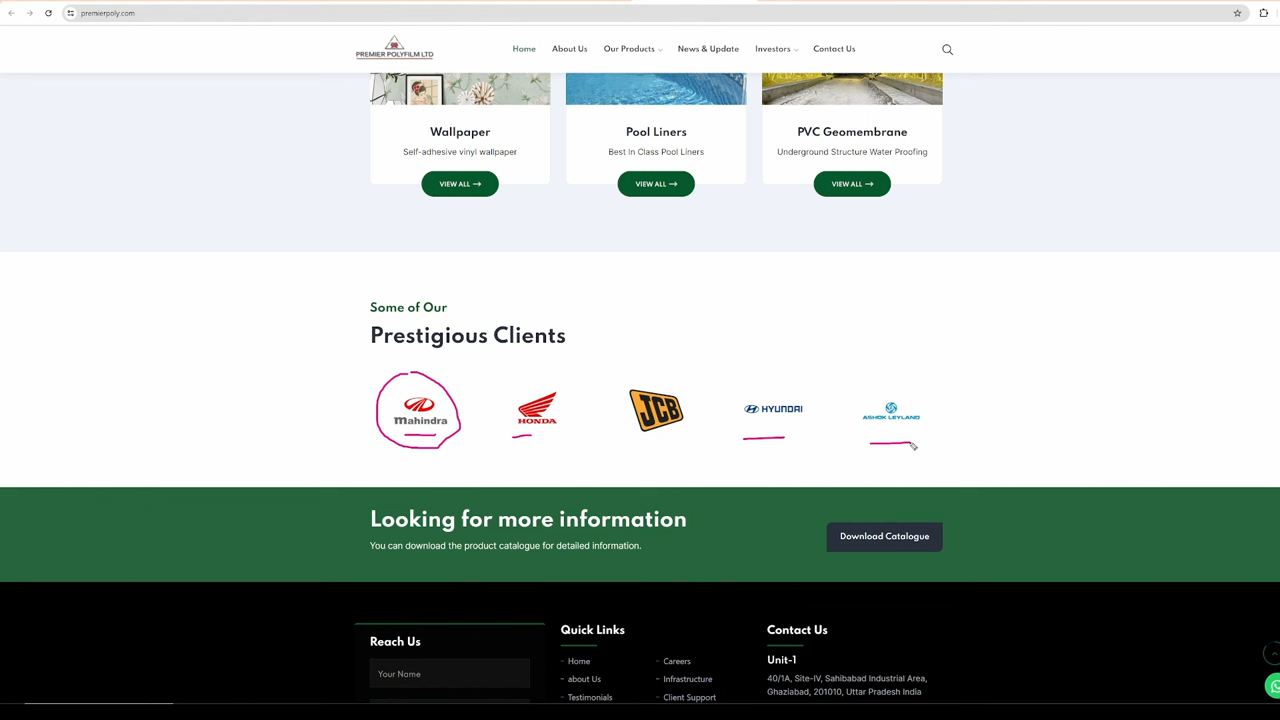 premierpoly.com
PREMIER POLYFILM LTD
Home About Us Our Products News & Update Investors Contact Us
Wallpaper
Self-adhesive vinyl wallpaper
VIEW ALL →
Pool Liners
Best In Class Pool Liners
VIEW ALL →
PVC Geomembrane
Underground Structure Water Proofing
VIEW ALL →
Some of Our
Prestigious Clients
Mahindra
HONDA
JCB
HYUNDAI
ASHOK LEYLAND
Looking for more information
You can download the product catalogue for detailed information.
Download Catalogue
Reach Us
Your Name
Quick Links
- Home
- about Us
- Testimonials
- Careers
- Infrastructure
- Client Support
Contact Us
Unit-1
40/1A, Site-IV, Sahibabad Industrial Area,
Ghaziabad, 201010, Uttar Pradesh India